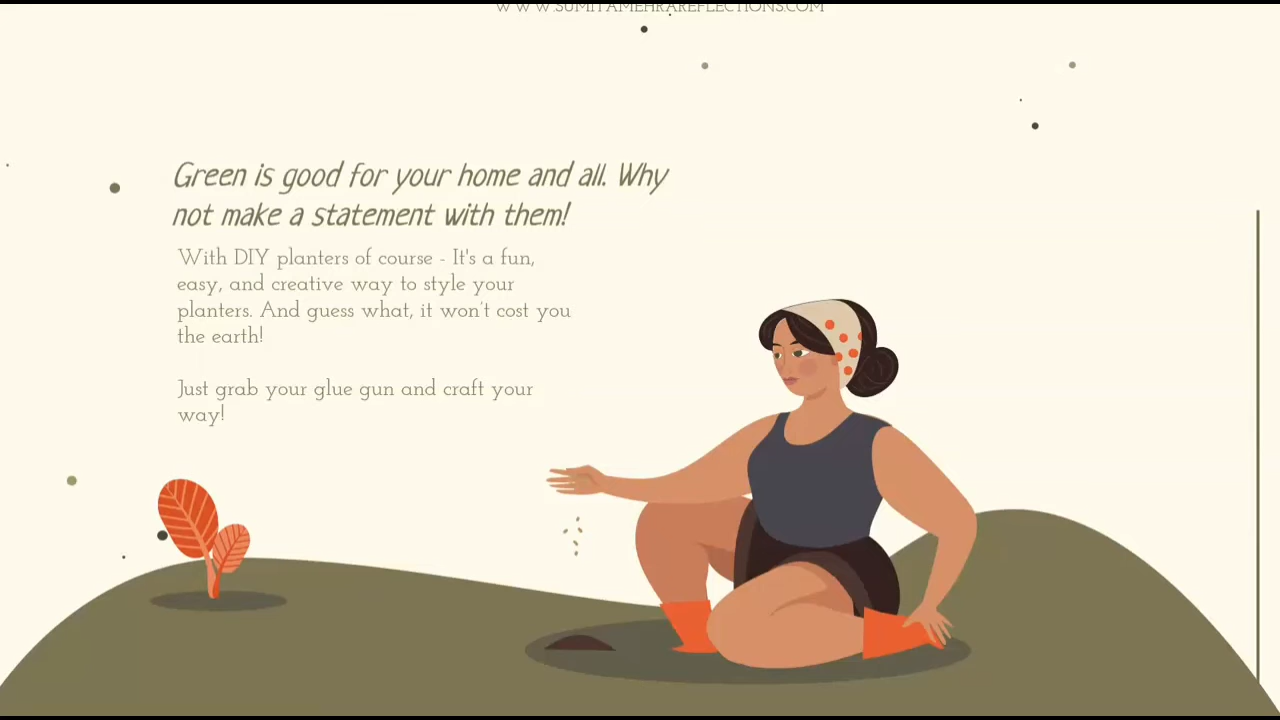 WWW.SUMITAMEHRAREFLECTIONS.COM
Green is good for your home and all. Why
not make a statement with them!
With DIY planters of course - It's a fun,
easy, and creative way to style your
planters. And guess what, it won't cost you
the earth!
Just grab your glue gun and craft your
way!